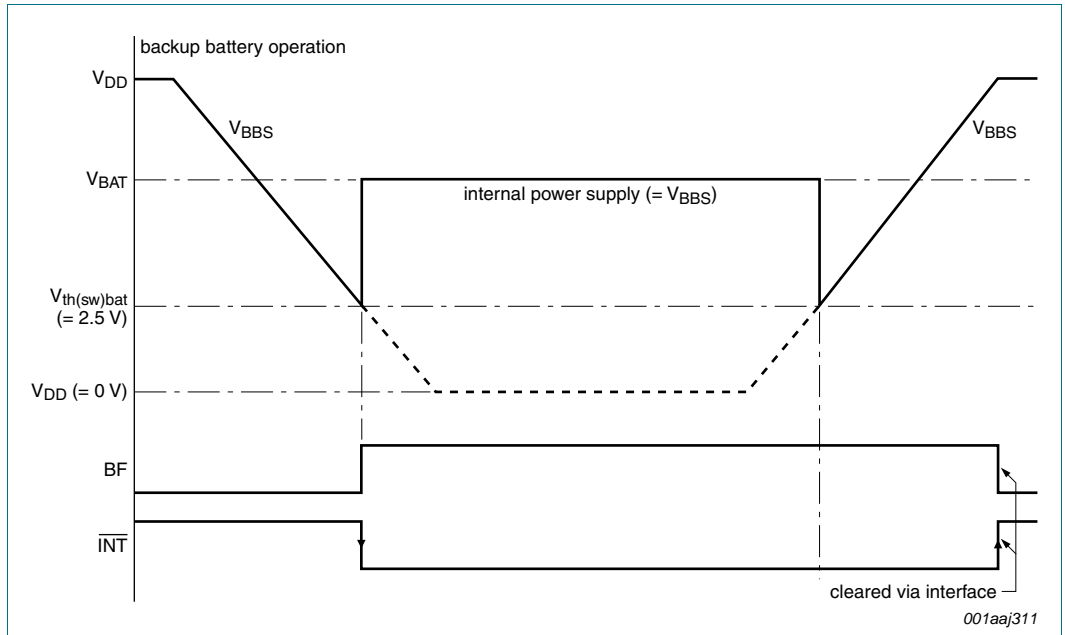 backup battery operation
VDD
VBBS
VBBS
VBAT
internal power supply (= VBBS)
Vth(sw)bat
(= 2.5 V)
VDD (= 0 V)
BF
INT
cleared via interface
001aaj311